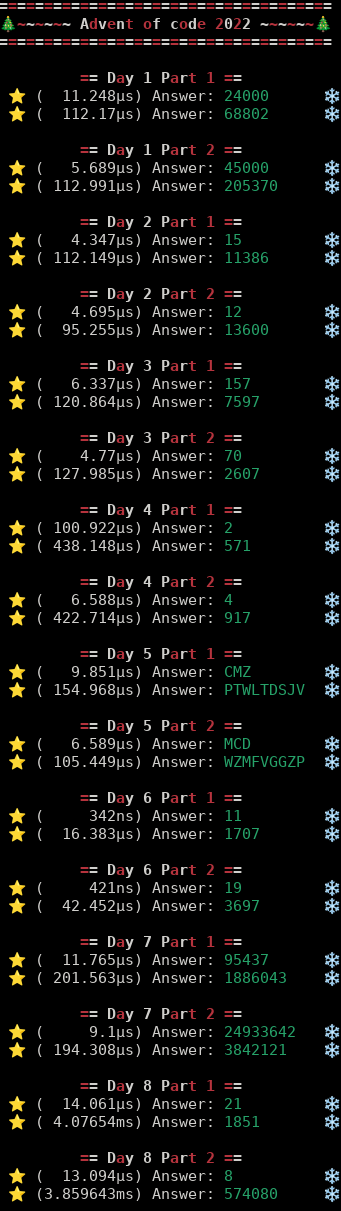 =====================================
🎄~~~~~~ Advent of code 2022 ~~~~~~🎄
=====================================
== Day 1 Part 1 ==
⭐ (  11.248µs) Answer: 24000 ❄️
⭐ (  112.17µs) Answer: 68802 ❄️
== Day 1 Part 2 ==
⭐ (   5.689µs) Answer: 45000 ❄️
⭐ ( 112.991µs) Answer: 205370 ❄️
== Day 2 Part 1 ==
⭐ (   4.347µs) Answer: 15 ❄️
⭐ ( 112.149µs) Answer: 11386 ❄️
== Day 2 Part 2 ==
⭐ (   4.695µs) Answer: 12 ❄️
⭐ (  95.255µs) Answer: 13600 ❄️
== Day 3 Part 1 ==
⭐ (   6.337µs) Answer: 157 ❄️
⭐ ( 120.864µs) Answer: 7597 ❄️
== Day 3 Part 2 ==
⭐ (    4.77µs) Answer: 70 ❄️
⭐ ( 127.985µs) Answer: 2607 ❄️
== Day 4 Part 1 ==
⭐ ( 100.922µs) Answer: 2 ❄️
⭐ ( 438.148µs) Answer: 571 ❄️
== Day 4 Part 2 ==
⭐ (   6.588µs) Answer: 4 ❄️
⭐ ( 422.714µs) Answer: 917 ❄️
== Day 5 Part 1 ==
⭐ (   9.851µs) Answer: CMZ ❄️
⭐ ( 154.968µs) Answer: PTWLTDSJV ❄️
== Day 5 Part 2 ==
⭐ (   6.589µs) Answer: MCD ❄️
⭐ ( 105.449µs) Answer: WZMFVGGZP ❄️
== Day 6 Part 1 ==
⭐ (     342ns) Answer: 11 ❄️
⭐ (  16.383µs) Answer: 1707 ❄️
== Day 6 Part 2 ==
⭐ (     421ns) Answer: 19 ❄️
⭐ (  42.452µs) Answer: 3697 ❄️
== Day 7 Part 1 ==
⭐ (  11.765µs) Answer: 95437 ❄️
⭐ ( 201.563µs) Answer: 1886043 ❄️
== Day 7 Part 2 ==
⭐ (     9.1µs) Answer: 24933642 ❄️
⭐ ( 194.308µs) Answer: 3842121 ❄️
== Day 8 Part 1 ==
⭐ (  14.061µs) Answer: 21 ❄️
⭐ ( 4.07654ms) Answer: 1851 ❄️
== Day 8 Part 2 ==
⭐ (  13.094µs) Answer: 8 ❄️
⭐ (3.859643ms) Answer: 574080 ❄️